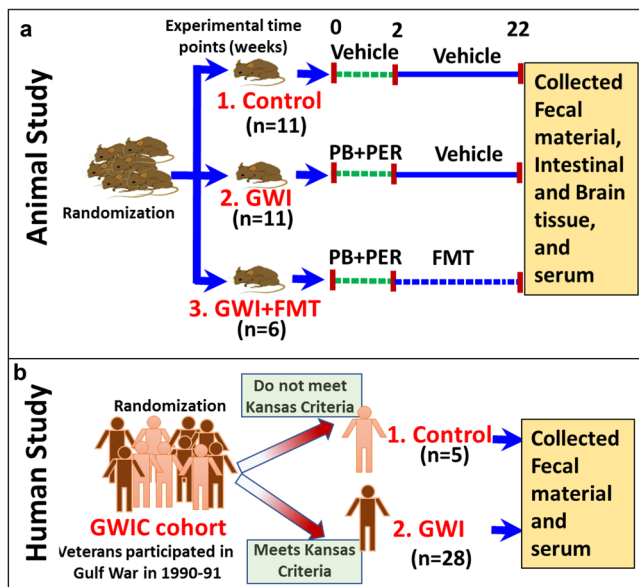 a
Animal Study
Experimental time
points (weeks)
0
2
22
Vehicle
Vehicle
1. Control
(n=11)
Randomization
PB+PER
Vehicle
2. GWI
(n=11)
PB+PER
FMT
3. GWI+FMT
(n=6)
Collected
Fecal
material,
Intestinal
and Brain
tissue,
and
serum
b
Human Study
Randomization
GWIC cohort
Veterans participated in
Gulf War in 1990-91
Do not meet
Kansas Criteria
Meets Kansas
Criteria
1. Control
(n=5)
2. GWI
(n=28)
Collected
Fecal
material
and
serum